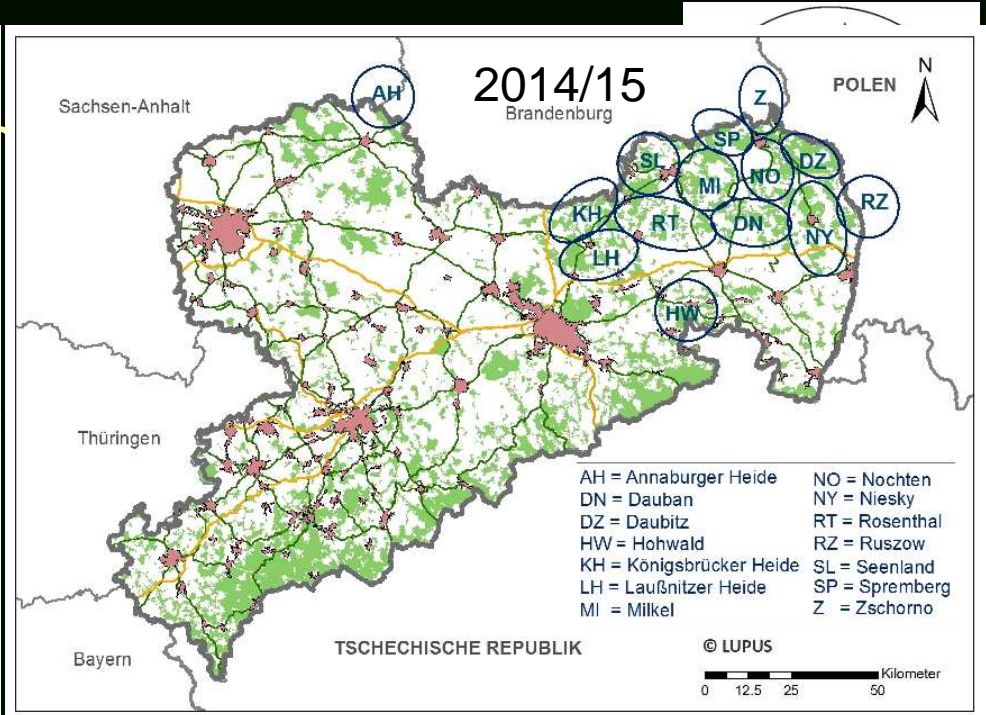 2014/15
N
POLEN
Sachsen-Anhalt
Brandenburg
AH
Z
SP
SL
DZ
NO
MI
KH
RT
DN
RZ
NY
LH
HW
Thüringen
Bayern
TSCHECHISCHE REPUBLIK
AH = Annaburger Heide
DN = Dauban
DZ = Daubitz
HW = Hohwald
KH = Königsbrücker Heide
LH = Laußnitzer Heide
MI = Milkel
NO = Nochten
NY = Niesky
RT = Rosenthal
RZ = Ruszow
SL = Seenland
SP = Spremberg
Z = Zschorno
© LUPUS
Kilometer
0 12.5 25 50